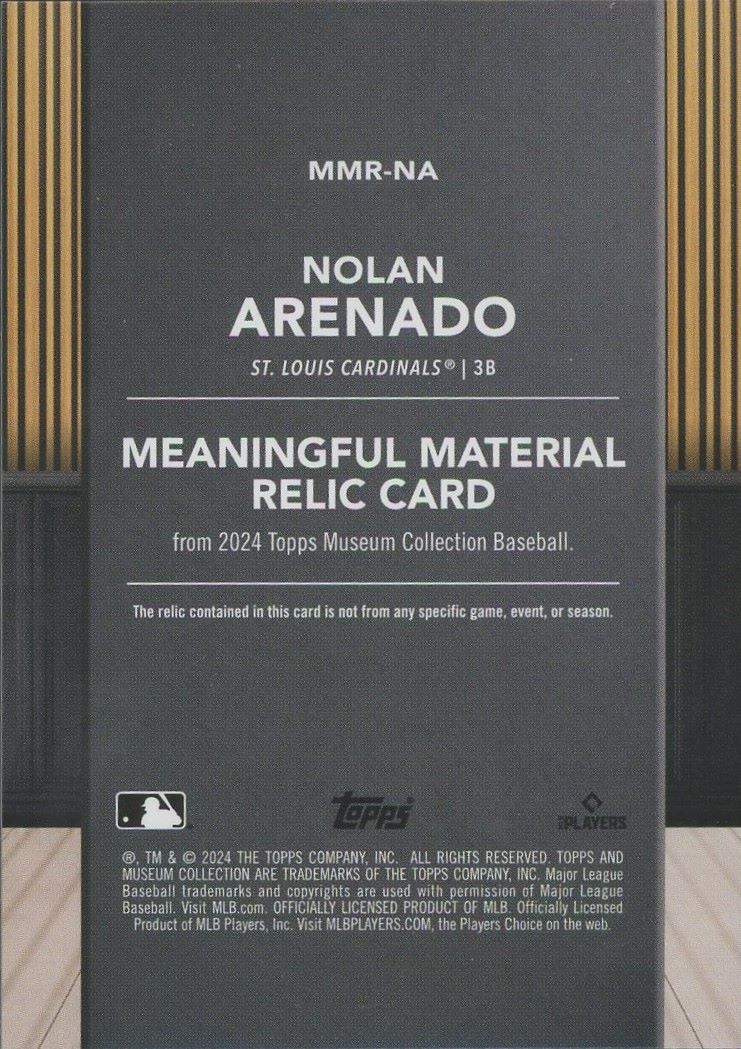 MMR-NA
NOLAN
ARENADO
ST. LOUIS CARDINALS® | 3B
MEANINGFUL MATERIAL
RELIC CARD
from 2024 Topps Museum Collection Baseball.
The relic contained in this card is not from any specific game, event, or season.
Topps
PLAYERS
®, TM & © 2024 THE TOPPS COMPANY, INC. ALL RIGHTS RESERVED. TOPPS AND
MUSEUM COLLECTION ARE TRADEMARKS OF THE TOPPS COMPANY, INC. Major League
Baseball trademarks and copyrights are used with permission of Major League
Baseball. Visit MLB.com. OFFICIALLY LICENSED PRODUCT OF MLB. Officially Licensed
Product of MLB Players, Inc. Visit MLBPLAYERS.COM, the Players Choice on the web.